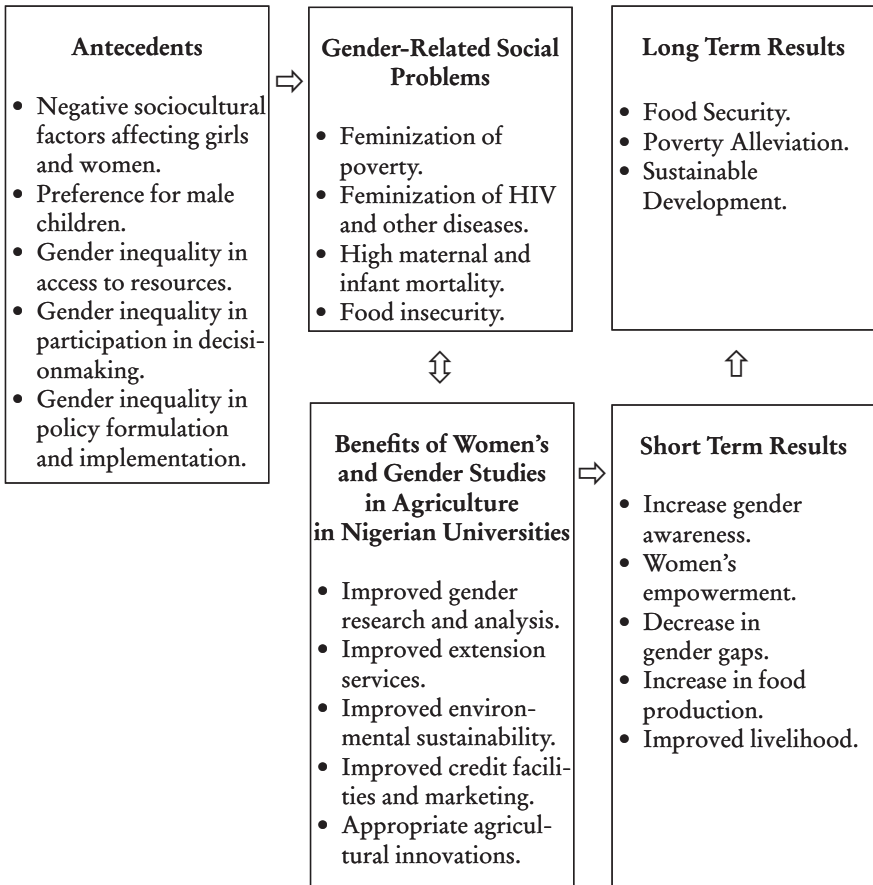 Antecedents
• Negative sociocultural
factors affecting girls
and women.
• Preference for male
children.
• Gender inequality in
access to resources.
• Gender inequality in
participation in decisi-
onmaking.
• Gender inequality in
policy formulation
and implementation.
Gender-Related Social
Problems
• Feminization of
poverty.
• Feminization of HIV
and other diseases.
• High maternal and
infant mortality.
• Food insecurity.
Benefits of Women’s
and Gender Studies
in Agriculture
in Nigerian Universities
• Improved gender
research and analysis.
• Improved extension
services.
• Improved environ-
mental sustainability.
• Improved credit facili-
ties and marketing.
• Appropriate agricul-
tural innovations.
Short Term Results
• Increase gender
awareness.
• Women’s
empowerment.
• Decrease in
gender gaps.
• Increase in food
production.
• Improved livelihood.
Long Term Results
• Food Security.
• Poverty Alleviation.
• Sustainable
Development.